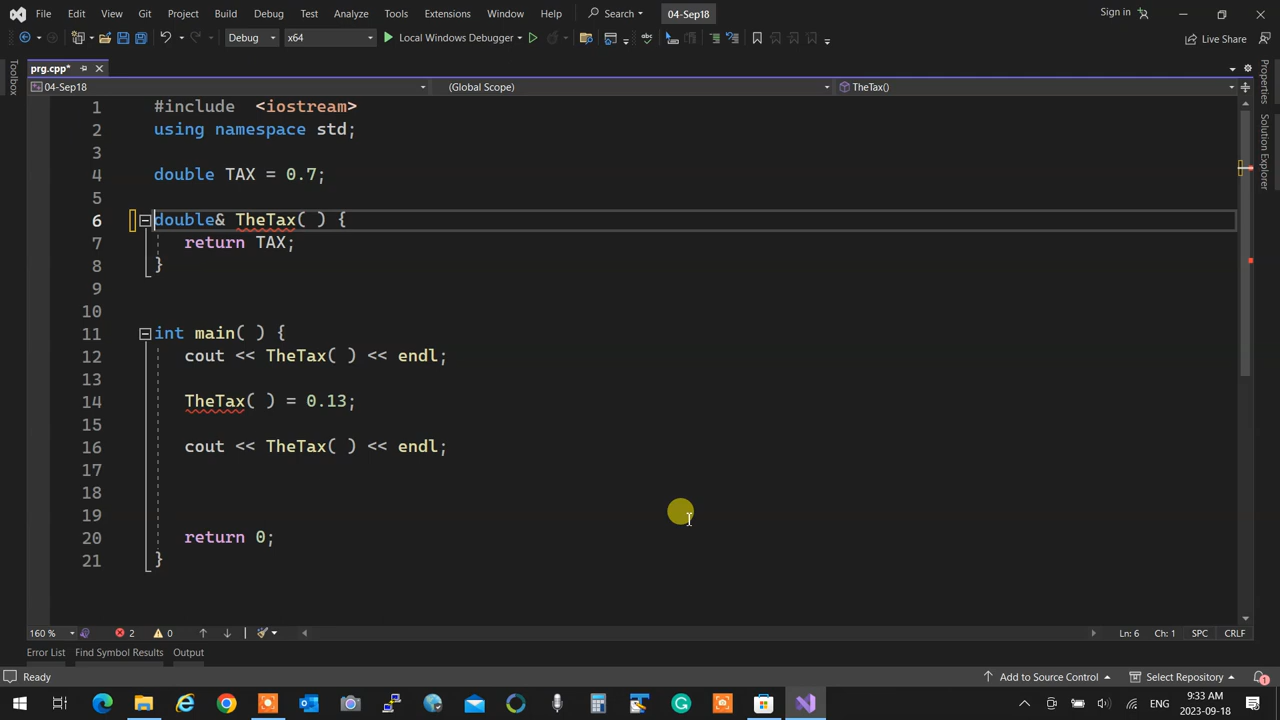 File Edit View Git Project Build Debug Test Analyze Tools Extensions Window Help Search 04-Sep18 Sign in
Debug x64 Local Windows Debugger Live Share
prg.cpp*
04-Sep18 (Global Scope) TheTax()
Toolbox
Properties
Solution Explorer
1 #include <iostream>
2 using namespace std;
3
4 double TAX = 0.7;
5
6 double& TheTax( ) {
7 return TAX;
8 }
9
10
11 int main( ) {
12 cout << TheTax( ) << endl;
13
14 TheTax( ) = 0.13;
15
16 cout << TheTax( ) << endl;
17
18
19
20 return 0;
21 }
160 % 2 0 Ln: 6 Ch: 1 SPC CRLF
Error List Find Symbol Results Output
Ready Add to Source Control Select Repository 1
ENG 9:33 AM
2023-09-18